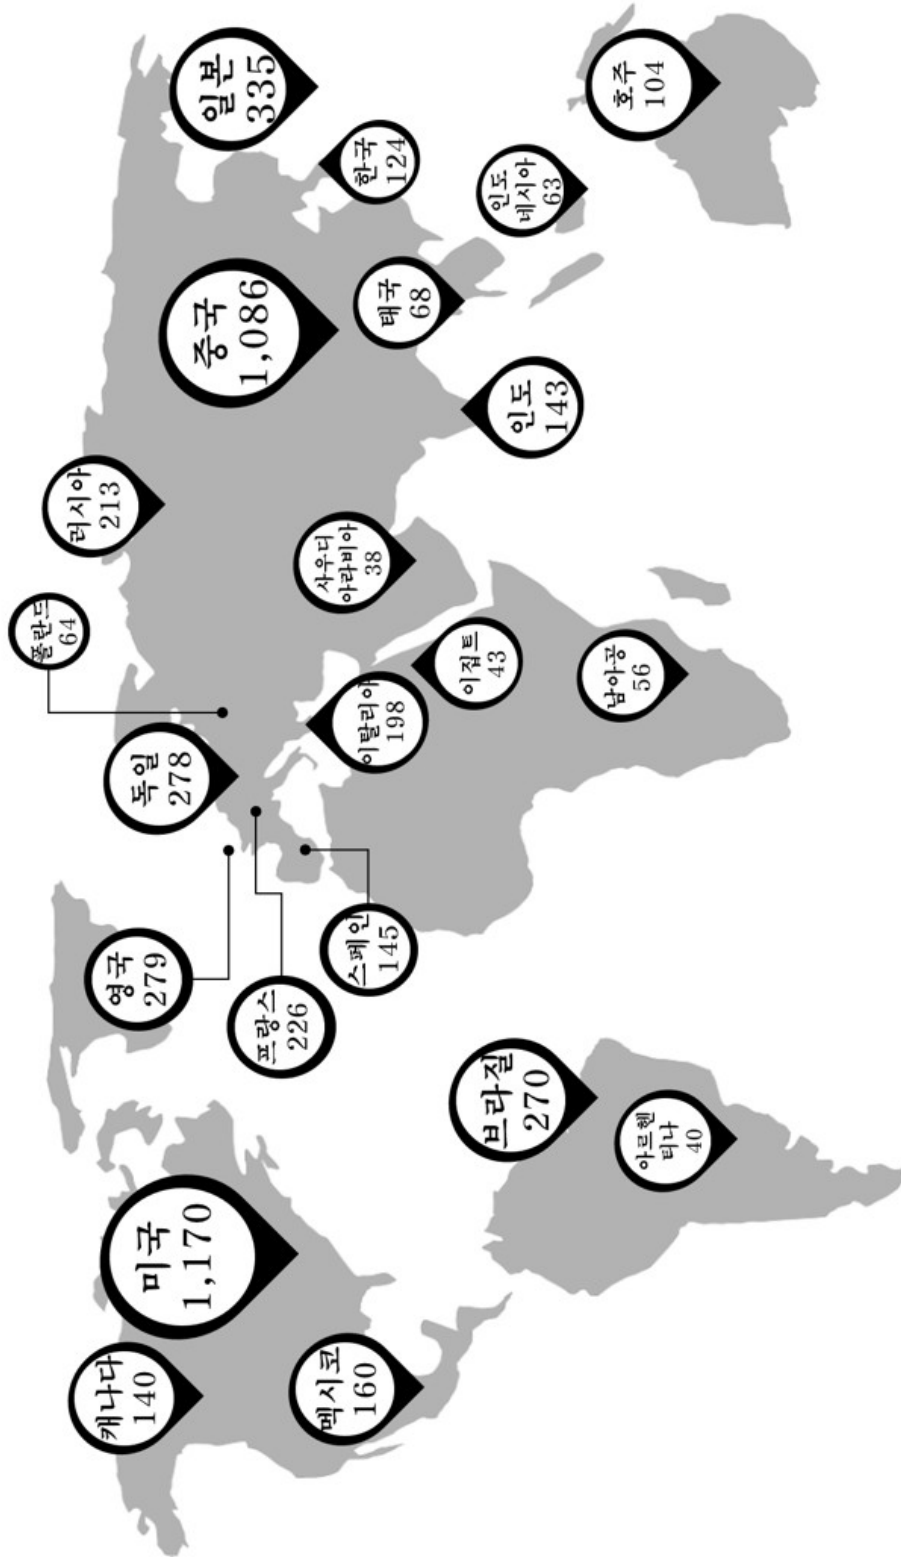 캐나다
140
미국
1,170
멕시코
160
브라질
270
아르헨
티나
40
영국
279
프랑스
226
스페인
145
독일
278
폴란드
64
이탈리아
198
러시아
213
이집트
43
사우디
아라비아
38
남아공
56
중국
1,086
인도
143
태국
68
한국
124
일본
335
인도
네시아
63
호주
104